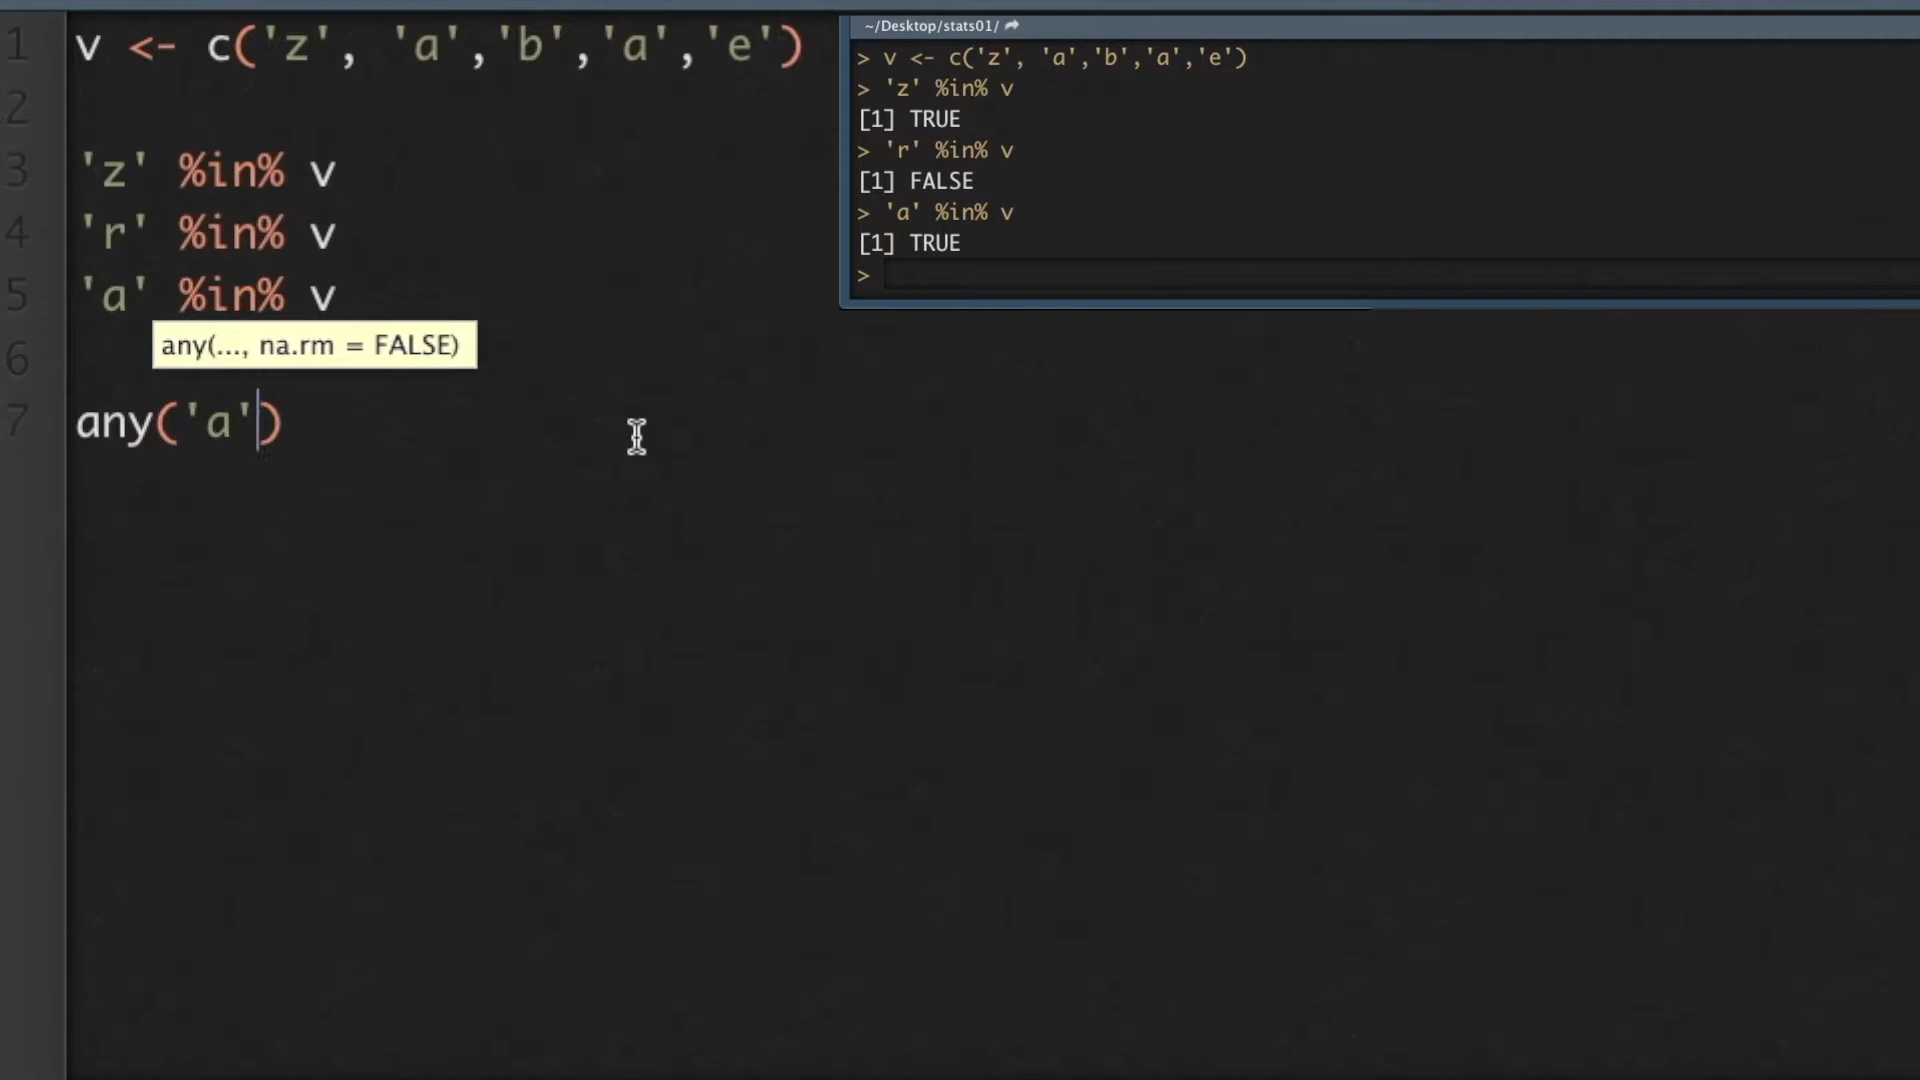 1 v <- c('z', 'a','b','a','e')
2
3 'z' %in% v
4 'r' %in% v
5 'a' %in% v
any(..., na.rm = FALSE)
6
7 any('a')
~/Desktop/stats01/
> v <- c('z', 'a','b','a','e')
> 'z' %in% v
[1] TRUE
> 'r' %in% v
[1] FALSE
> 'a' %in% v
[1] TRUE
>